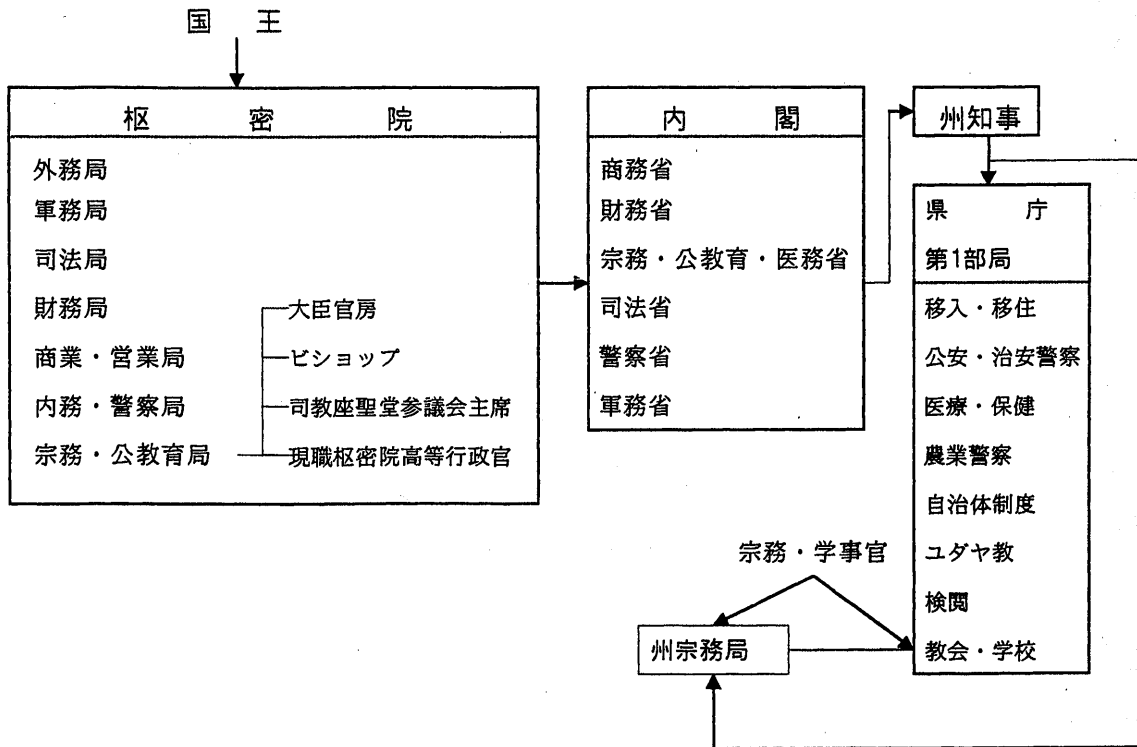 国 王
枢 密 院
外務局
軍務局
司法局
財務局
商業・営業局
内務・警察局
宗務・公教育局
大臣官房
ビショップ
司教座聖堂参議会主席
現職枢密院高等行政官
内 閣
商務省
財務省
宗務・公教育・医務省
司法省
警察省
軍務省
州知事
県 庁
第1部局
移入・移住
公安・治安警察
医療・保健
農業警察
自治体制度
ユダヤ教
検閲
教会・学校
宗務・学事官
州宗務局